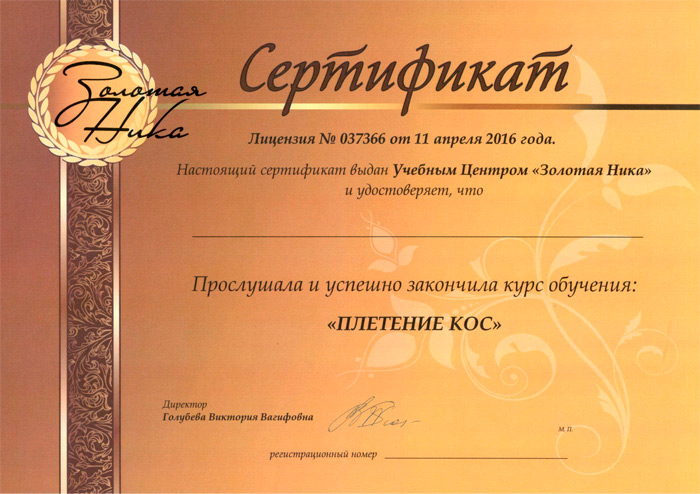 Золотая
Ника
Сертификат
Лицензия № 037366 от 11 апреля 2016 года.
Настоящий сертификат выдан Учебным Центром «Золотая Ника»
и удостоверяет, что
Прослушала и успешно закончила курс обучения:
«ПЛЕТЕНИЕ КОС»
Директор
Голубева Виктория Вагифовна
М.П.
регистрационный номер